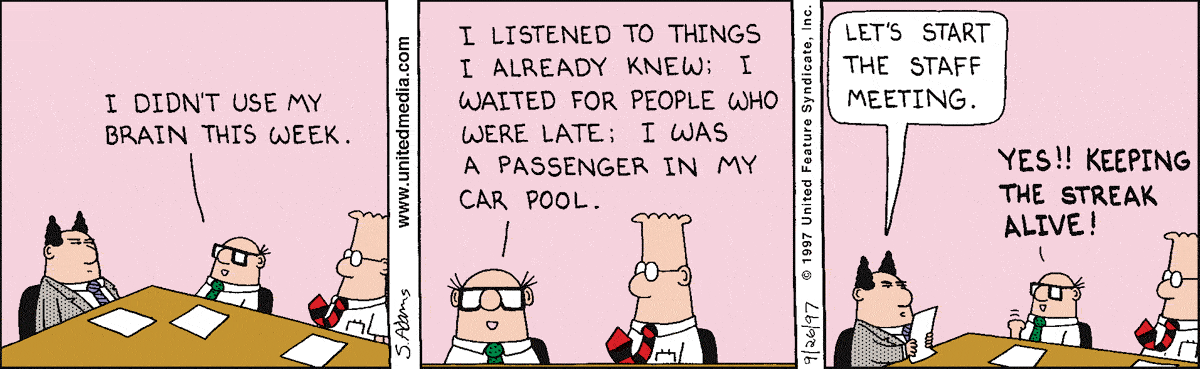 I DIDN'T USE MY
BRAIN THIS WEEK.
www.unitedmedia.com
S. Adams
I LISTENED TO THINGS
I ALREADY KNEW; I
WAITED FOR PEOPLE WHO
WERE LATE; I WAS
A PASSENGER IN MY
CAR POOL.
9/26/97
© 1997 United Feature Syndicate, Inc.
LET'S START
THE STAFF
MEETING.
YES!! KEEPING
THE STREAK
ALIVE!